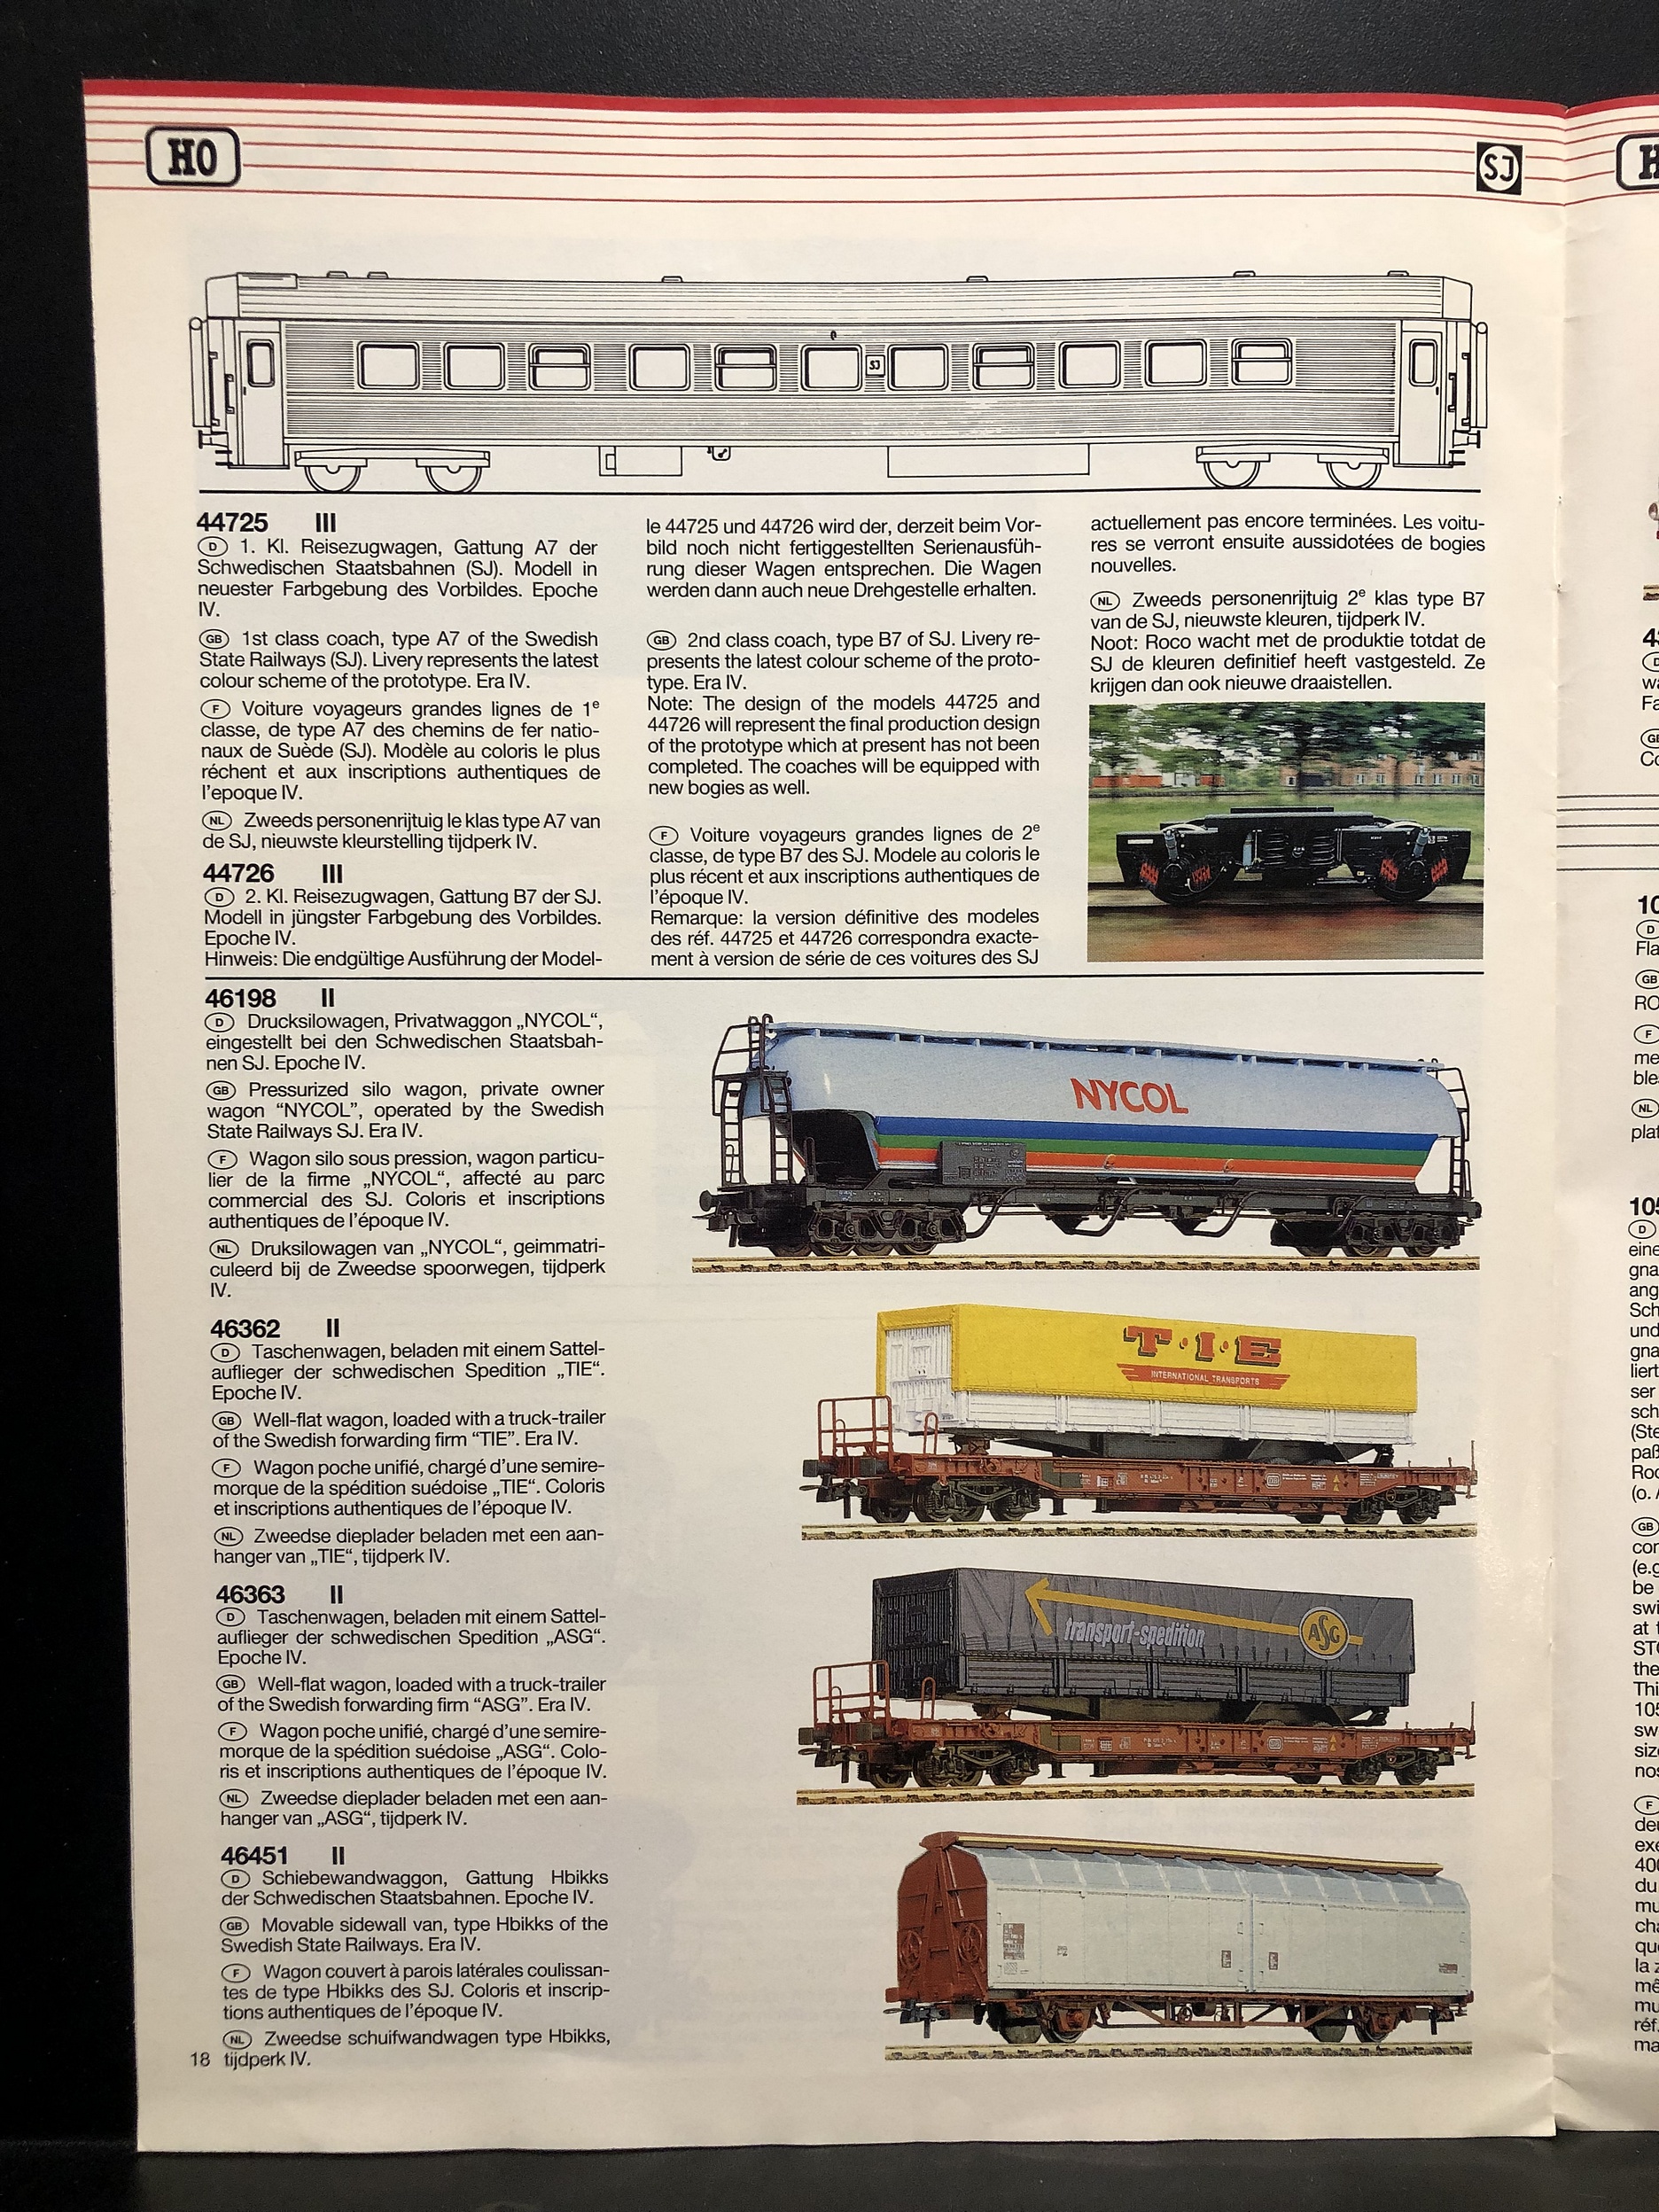 HO
SJ
H
SJ
44725 III
D 1. Kl. Reisezugwagen, Gattung A7 der
Schwedischen Staatsbahnen (SJ). Modell in
neuester Farbgebung des Vorbildes. Epoche
IV.
GB 1st class coach, type A7 of the Swedish
State Railways (SJ). Livery represents the latest
colour scheme of the prototype. Era IV.
F Voiture voyageurs grandes lignes de 1e
classe, de type A7 des chemins de fer natio-
naux de Suède (SJ). Modèle au coloris le plus
réchent et aux inscriptions authentiques de
l'epoque IV.
NL Zweeds personenrijtuig le klas type A7 van
de SJ, nieuwste kleurstelling tijdperk IV.
44726 III
D 2. Kl. Reisezugwagen, Gattung B7 der SJ.
Modell in jüngster Farbgebung des Vorbildes.
Epoche IV.
Hinweis: Die endgültige Ausführung der Model-
le 44725 und 44726 wird der, derzeit beim Vor-
bild noch nicht fertiggestellten Serienausfüh-
rung dieser Wagen entsprechen. Die Wagen
werden dann auch neue Drehgestelle erhalten.
GB 2nd class coach, type B7 of SJ. Livery re-
presents the latest colour scheme of the proto-
type. Era IV.
Note: The design of the models 44725 and
44726 will represent the final production design
of the prototype which at present has not been
completed. The coaches will be equipped with
new bogies as well.
F Voiture voyageurs grandes lignes de 2e
classe, de type B7 des SJ. Modele au coloris le
plus récent et aux inscriptions authentiques de
l'époque IV.
Remarque: la version définitive des modeles
des réf. 44725 et 44726 correspondra exacte-
ment à version de série de ces voitures des SJ
actuellement pas encore terminées. Les voitu-
res se verront ensuite aussidotées de bogies
nouvelles.
NL Zweeds personenrijtuig 2e klas type B7
van de SJ, nieuwste kleuren, tijdperk IV.
Noot: Roco wacht met de produktie totdat de
SJ de kleuren definitief heeft vastgesteld. Ze
krijgen dan ook nieuwe draaistellen.
46198 II
D Drucksilowagen, Privatwaggon „NYCOL“,
eingestellt bei den Schwedischen Staatsbah-
nen SJ. Epoche IV.
GB Pressurized silo wagon, private owner
wagon “NYCOL”, operated by the Swedish
State Railways SJ. Era IV.
F Wagon silo sous pression, wagon particu-
lier de la firme „NYCOL“, affecté au parc
commercial des SJ. Coloris et inscriptions
authentiques de l'époque IV.
NL Druksilowagen van „NYCOL“, geimmatri-
culeerd bij de Zweedse spoorwegen, tijdperk
IV.
NYCOL
46362 II
D Taschenwagen, beladen mit einem Sattel-
auflieger der schwedischen Spedition „TIE“.
Epoche IV.
GB Well-flat wagon, loaded with a truck-trailer
of the Swedish forwarding firm “TIE”. Era IV.
F Wagon poche unifié, chargé d'une semire-
morque de la spédition suédoise „TIE“. Coloris
et inscriptions authentiques de l'époque IV.
NL Zweedse dieplader beladen met een aan-
hanger van „TIE“, tijdperk IV.
T·I·E
INTERNATIONAL TRANSPORTS
46363 II
D Taschenwagen, beladen mit einem Sattel-
auflieger der schwedischen Spedition „ASG“.
Epoche IV.
GB Well-flat wagon, loaded with a truck-trailer
of the Swedish forwarding firm “ASG”. Era IV.
F Wagon poche unifié, chargé d'une semire-
morque de la spédition suédoise „ASG“. Colo-
ris et inscriptions authentiques de l'époque IV.
NL Zweedse dieplader beladen met een aan-
hanger van „ASG“, tijdperk IV.
transport-spedition
ASG
46451 II
D Schiebewandwaggon, Gattung Hbikks
der Schwedischen Staatsbahnen. Epoche IV.
GB Movable sidewall van, type Hbikks of the
Swedish State Railways. Era IV.
F Wagon couvert à parois latérales coulissan-
tes de type Hbikks des SJ. Coloris et inscrip-
tions authentiques de l'époque IV.
NL Zweedse schuifwandwagen type Hbikks,
tijdperk IV.
18